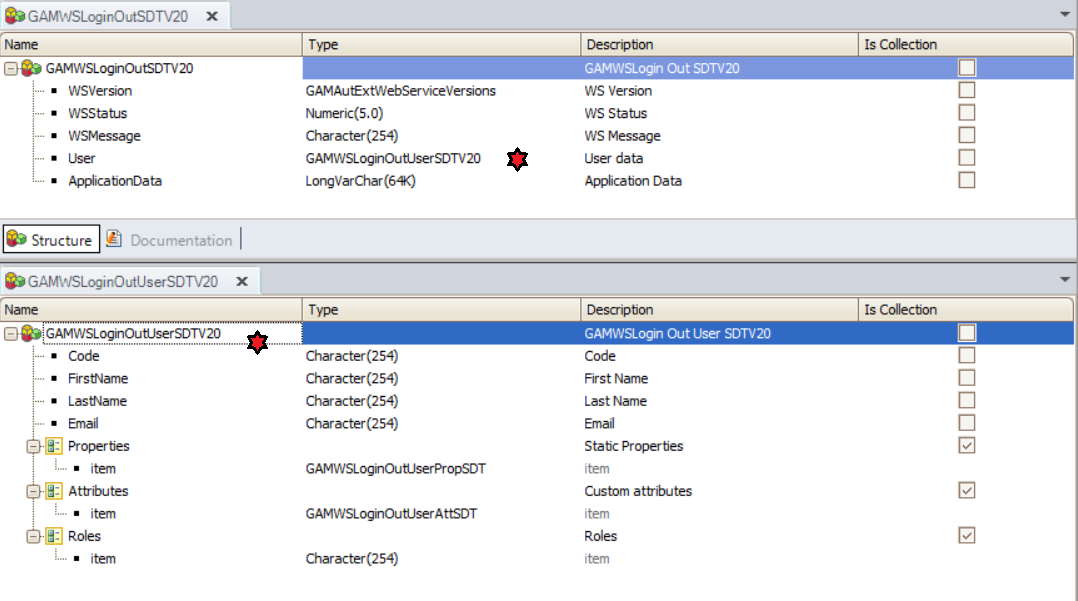 GAMWSLoginOutSDTV20 x
Name Type Description Is Collection
GAMWSLoginOutSDTV20 GAMWSLogin Out SDTV20
WSVersion GAMAutExtWebServiceVersions WS Version
WSStatus Numeric(5.0) WS Status
WSMessage Character(254) WS Message
User GAMWSLoginOutUserSDTV20 User data
ApplicationData LongVarChar(64K) Application Data
Structure Documentation
GAMWSLoginOutUserSDTV20 x
Name Type Description Is Collection
GAMWSLoginOutUserSDTV20 GAMWSLogin Out User SDTV20
Code Character(254) Code
FirstName Character(254) First Name
LastName Character(254) Last Name
Email Character(254) Email
Properties Static Properties
item GAMWSLoginOutUserPropSDT item
Attributes Custom attributes
item GAMWSLoginOutUserAttSDT item
Roles Roles
item Character(254) item